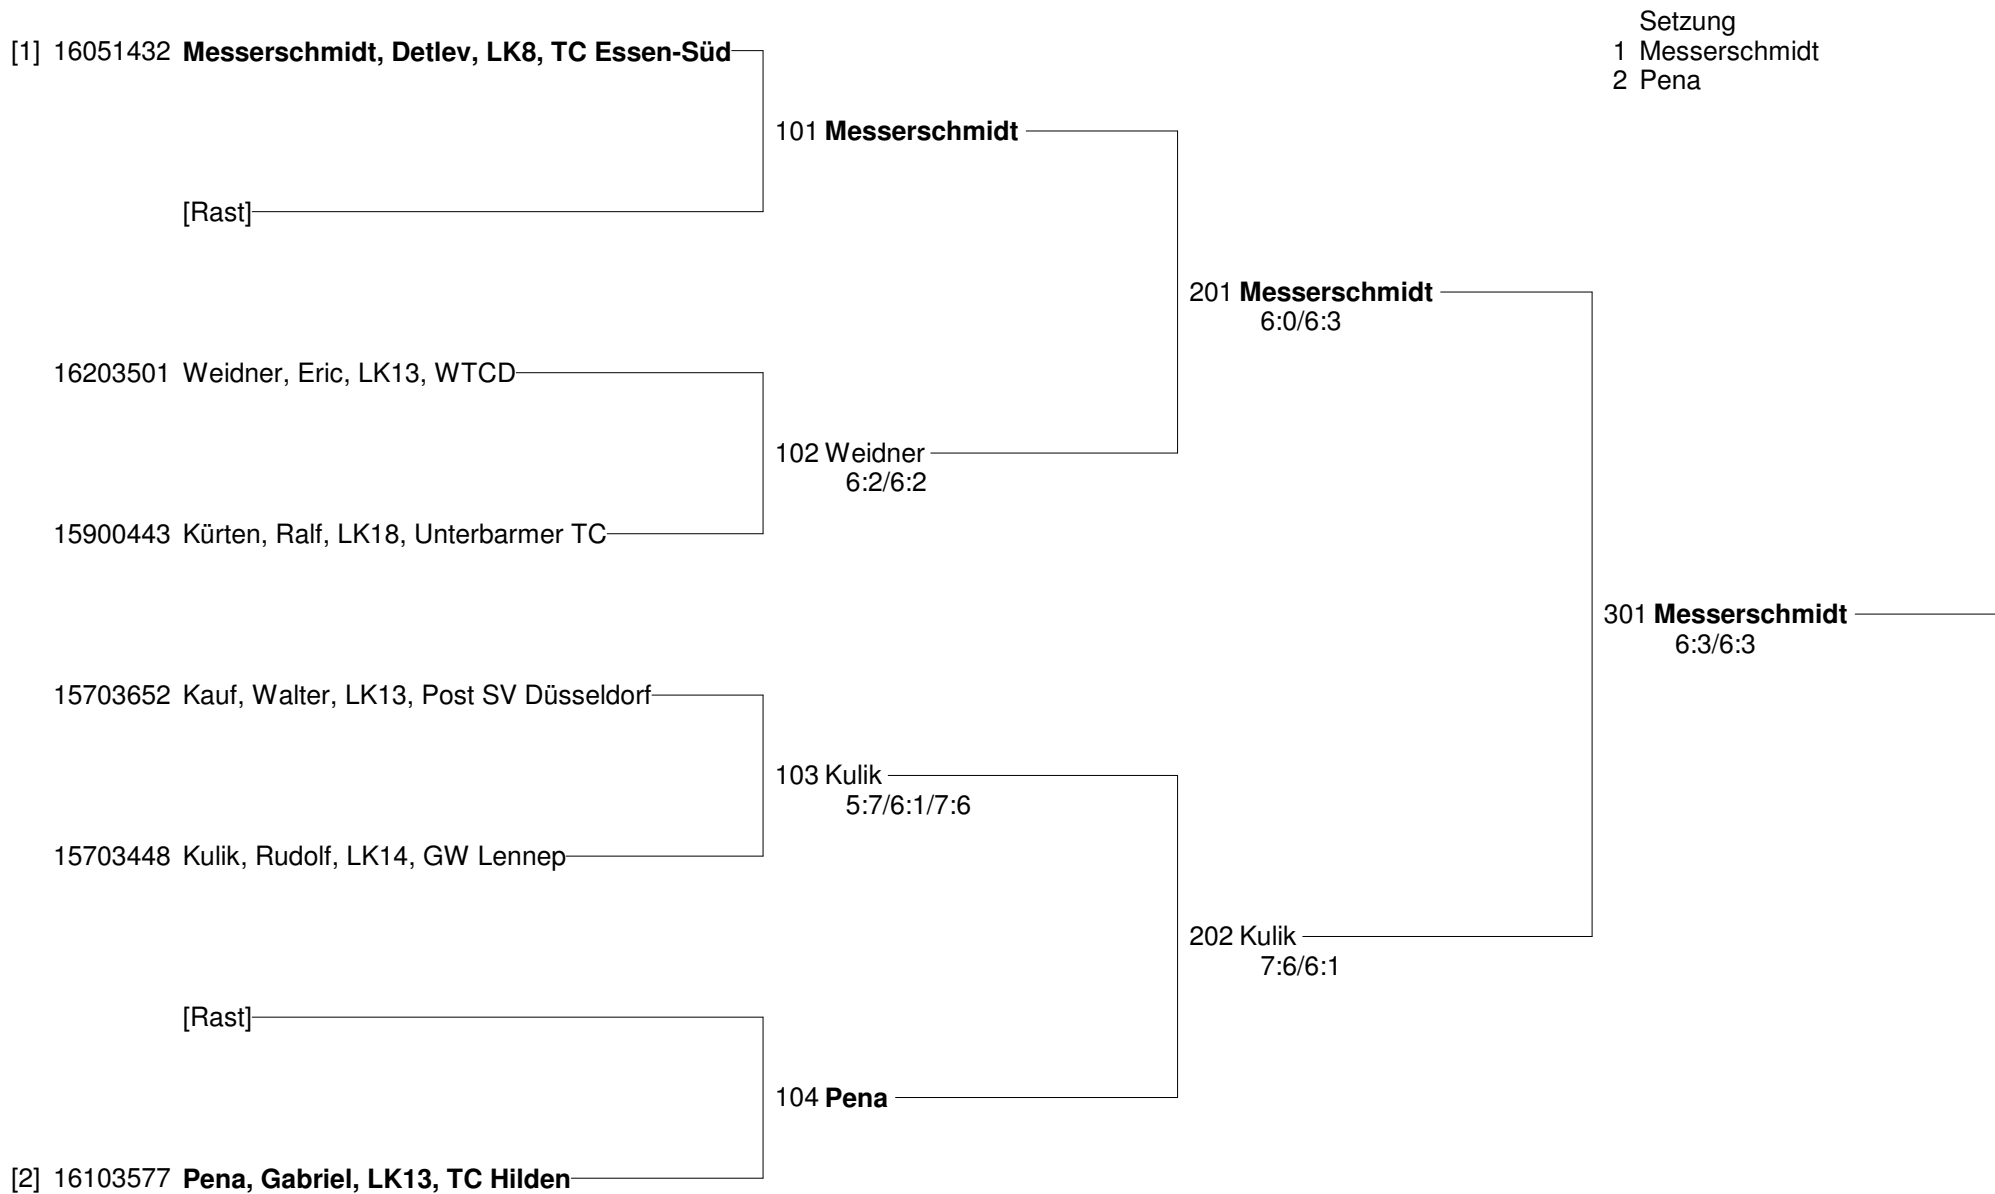 Setzung
1 Messerschmidt
2 Pena
[1] 16051432 Messerschmidt, Detlev, LK8, TC Essen-Süd
101 Messerschmidt
[Rast]
201 Messerschmidt
6:0/6:3
16203501 Weidner, Eric, LK13, WTCD
102 Weidner
6:2/6:2
15900443 Kürten, Ralf, LK18, Unterbarmer TC
301 Messerschmidt
6:3/6:3
15703652 Kauf, Walter, LK13, Post SV Düsseldorf
103 Kulik
5:7/6:1/7:6
15703448 Kulik, Rudolf, LK14, GW Lennep
202 Kulik
7:6/6:1
[Rast]
104 Pena
[2] 16103577 Pena, Gabriel, LK13, TC Hilden